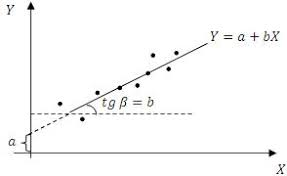 Y
Y = a + bX
tg β = b
a
X